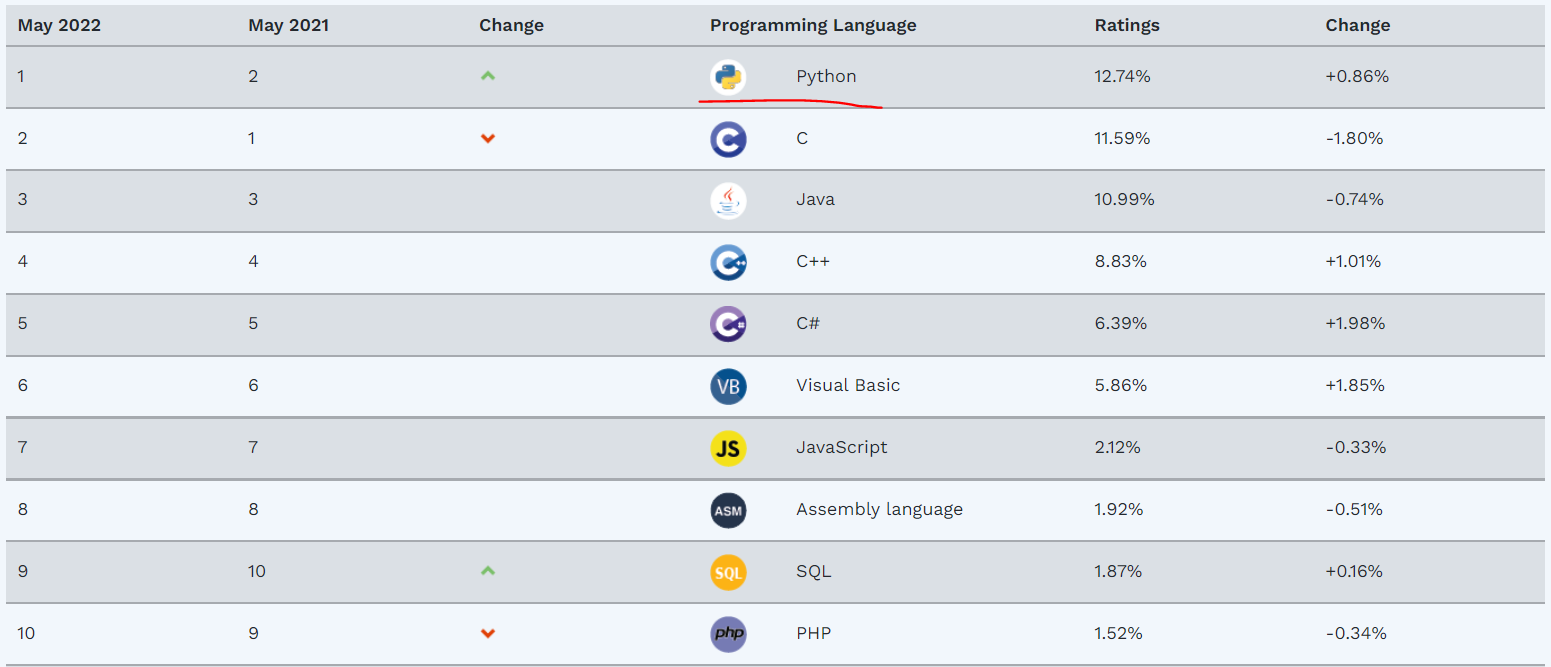 May 2022 May 2021 Change Programming Language Ratings Change
1 2 Python 12.74% +0.86%
2 1 C C 11.59% -1.80%
3 3 Java 10.99% -0.74%
4 4 C++ C++ 8.83% +1.01%
5 5 C# C# 6.39% +1.98%
6 6 VB Visual Basic 5.86% +1.85%
7 7 JS JavaScript 2.12% -0.33%
8 8 ASM Assembly language 1.92% -0.51%
9 10 SQL SQL 1.87% +0.16%
10 9 php PHP 1.52% -0.34%